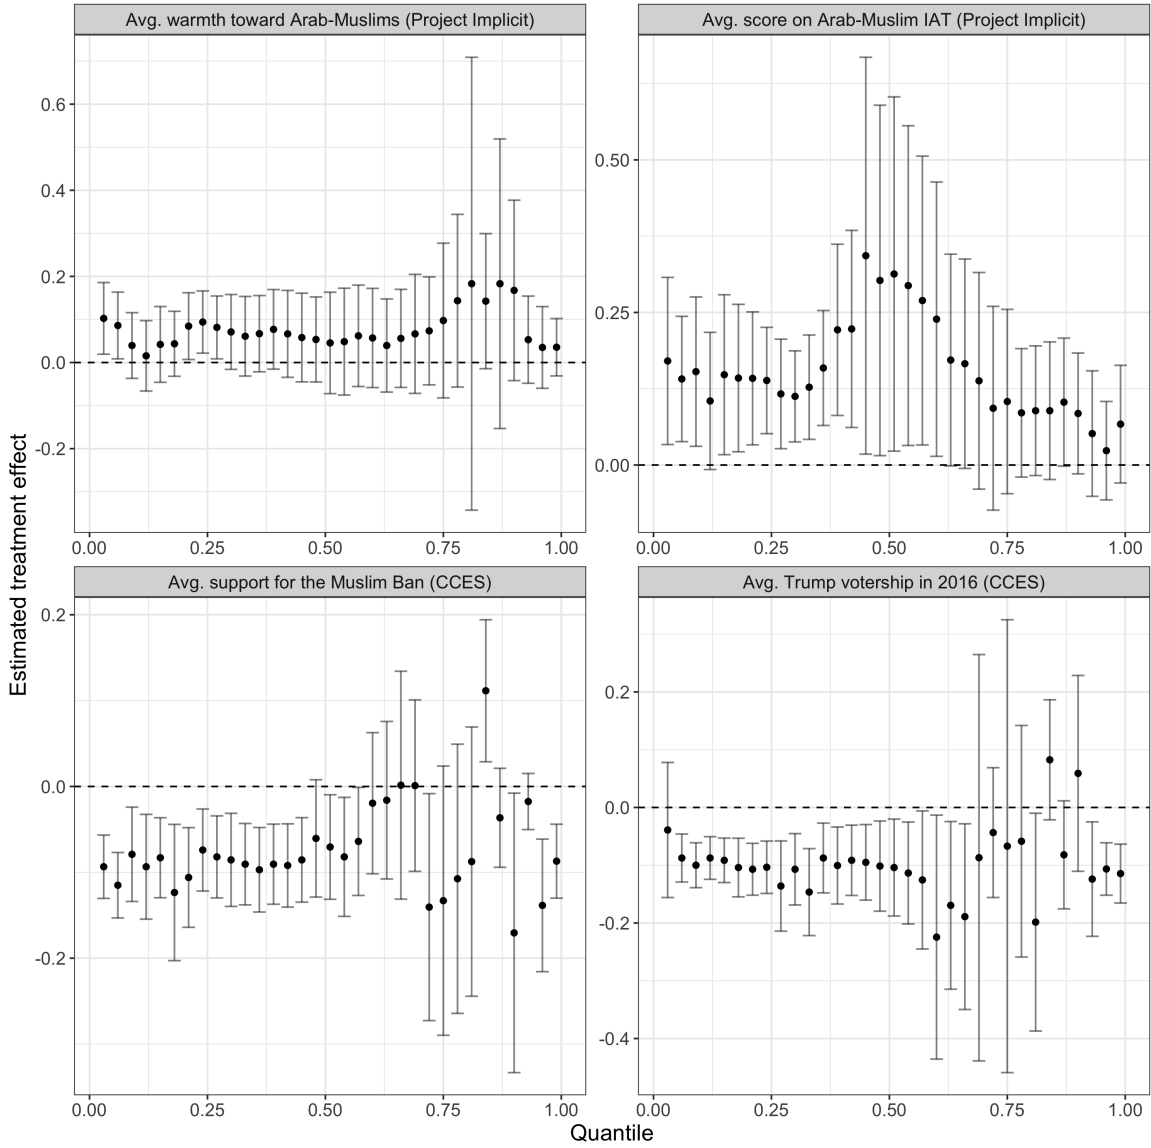 Avg. warmth toward Arab-Muslims (Project Implicit)
Avg. score on Arab-Muslim IAT (Project Implicit)
0.6
0.4
0.2
0.0
-0.2
0.50
0.25
0.00
0.00 0.25 0.50 0.75 1.00
0.00 0.25 0.50 0.75 1.00
Avg. support for the Muslim Ban (CCES)
Avg. Trump votership in 2016 (CCES)
0.2
0.0
-0.2
0.2
0.0
-0.2
-0.4
0.00 0.25 0.50 0.75 1.00
0.00 0.25 0.50 0.75 1.00
Estimated treatment effect
Quantile